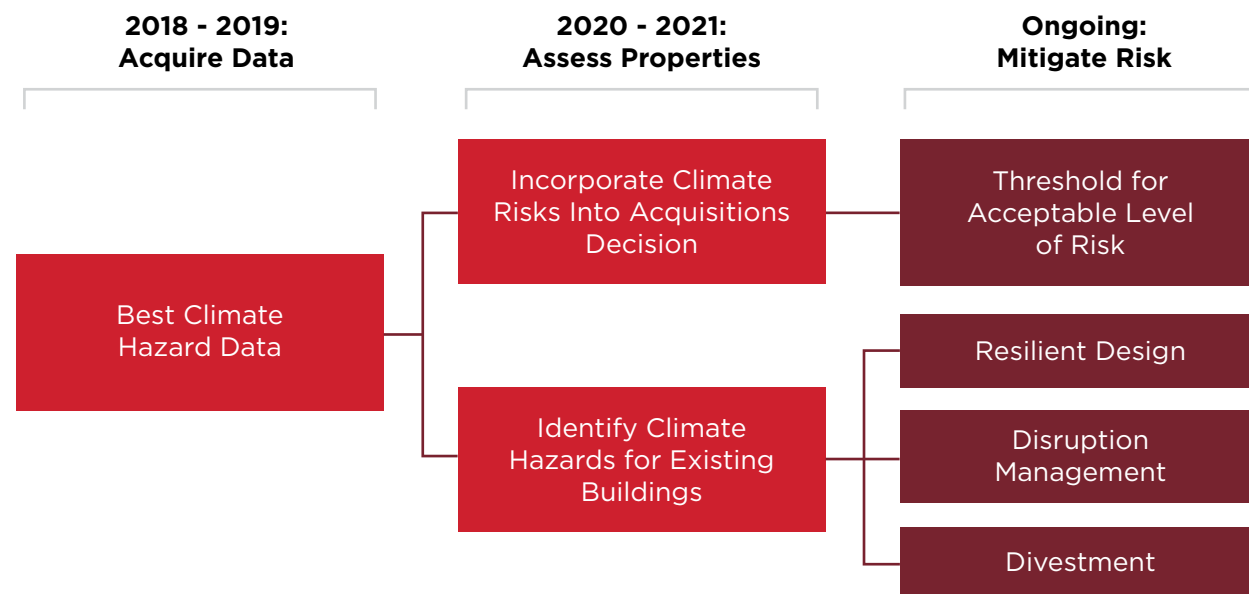 2018 - 2019:
Acquire Data
2020 - 2021:
Assess Properties
Ongoing:
Mitigate Risk
Best Climate
Hazard Data
Incorporate Climate
Risks Into Acquisitions
Decision
Identify Climate
Hazards for Existing
Buildings
Threshold for
Acceptable Level
of Risk
Resilient Design
Disruption
Management
Divestment